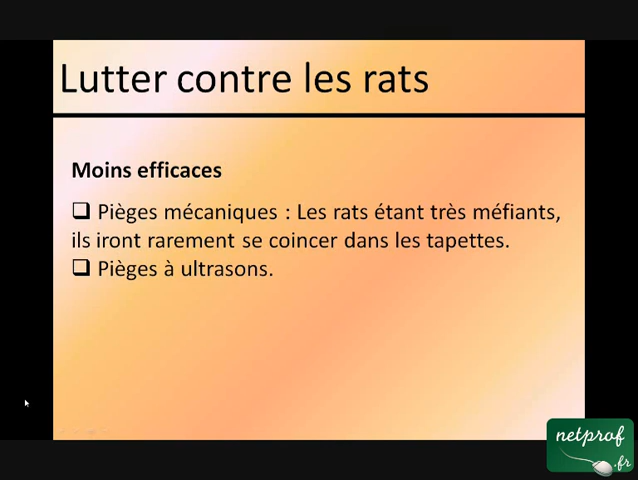 Lutter contre les rats
Moins efficaces
❑ Pièges mécaniques : Les rats étant très méfiants,
ils iront rarement se coincer dans les tapettes.
❑ Pièges à ultrasons.
netprof
.fr